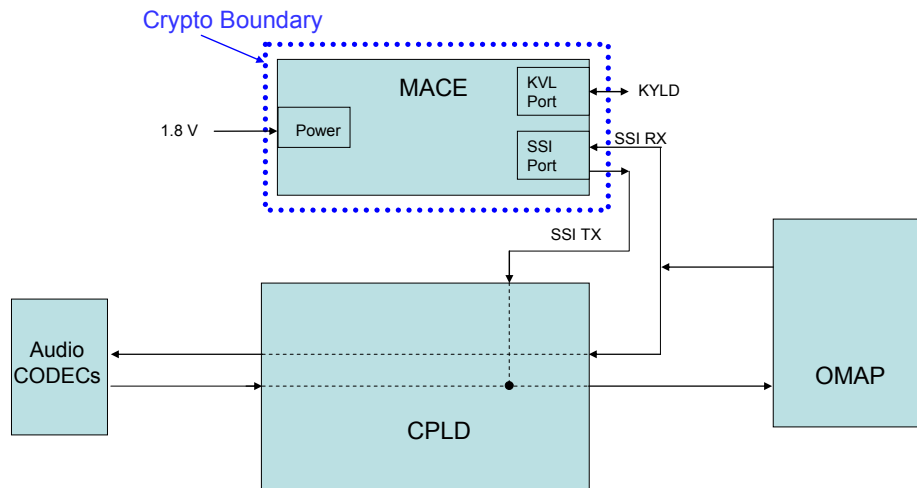 Crypto Boundary
MACE
KVL
Port
KYLD
1.8 V
Power
SSI
Port
SSI RX
SSI TX
Audio
CODECs
OMAP
CPLD